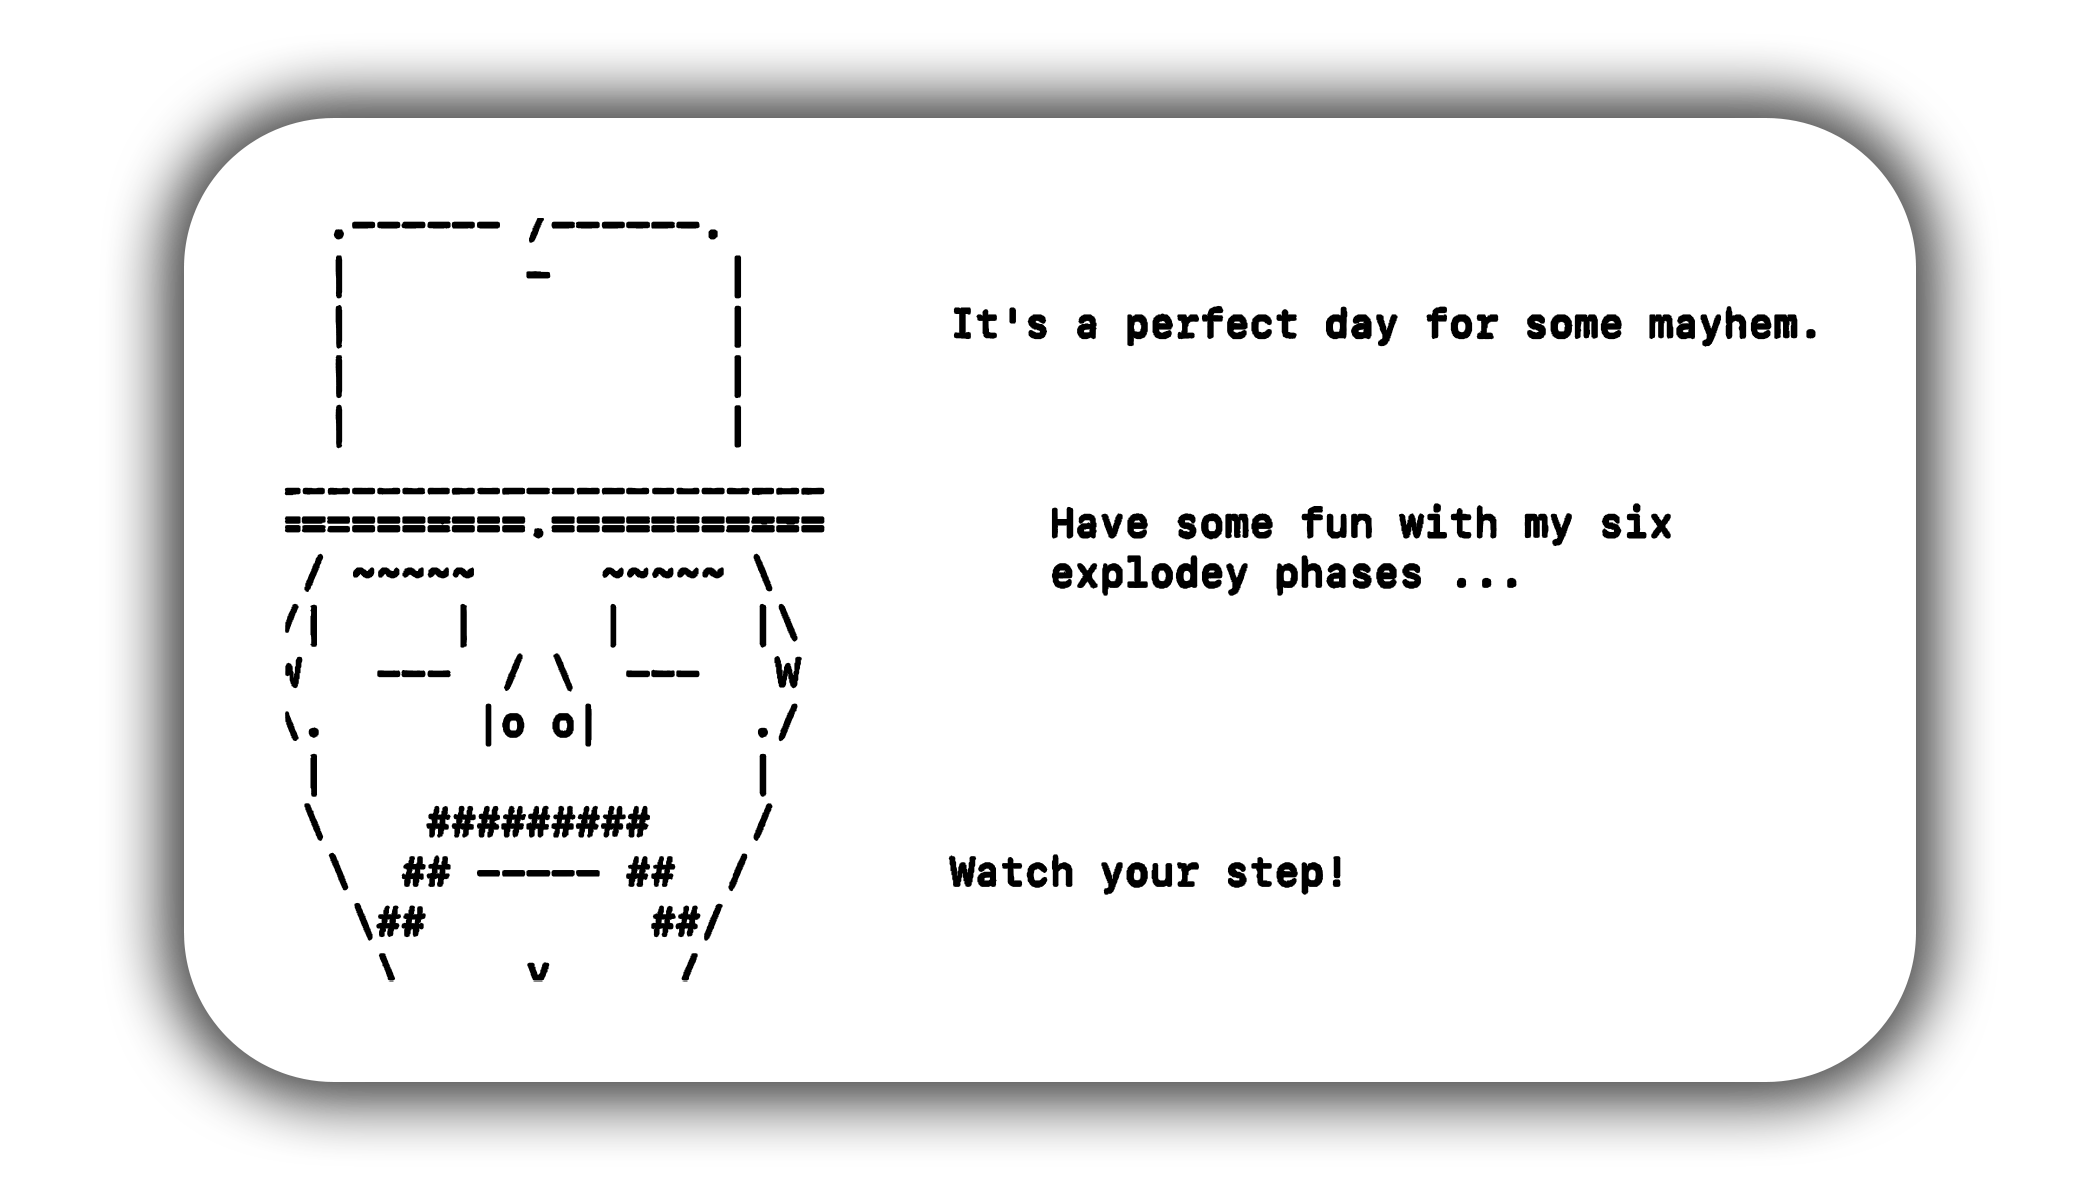 It's a perfect day for some mayhem.
Have some fun with my six
explodey phases ...
Watch your step!